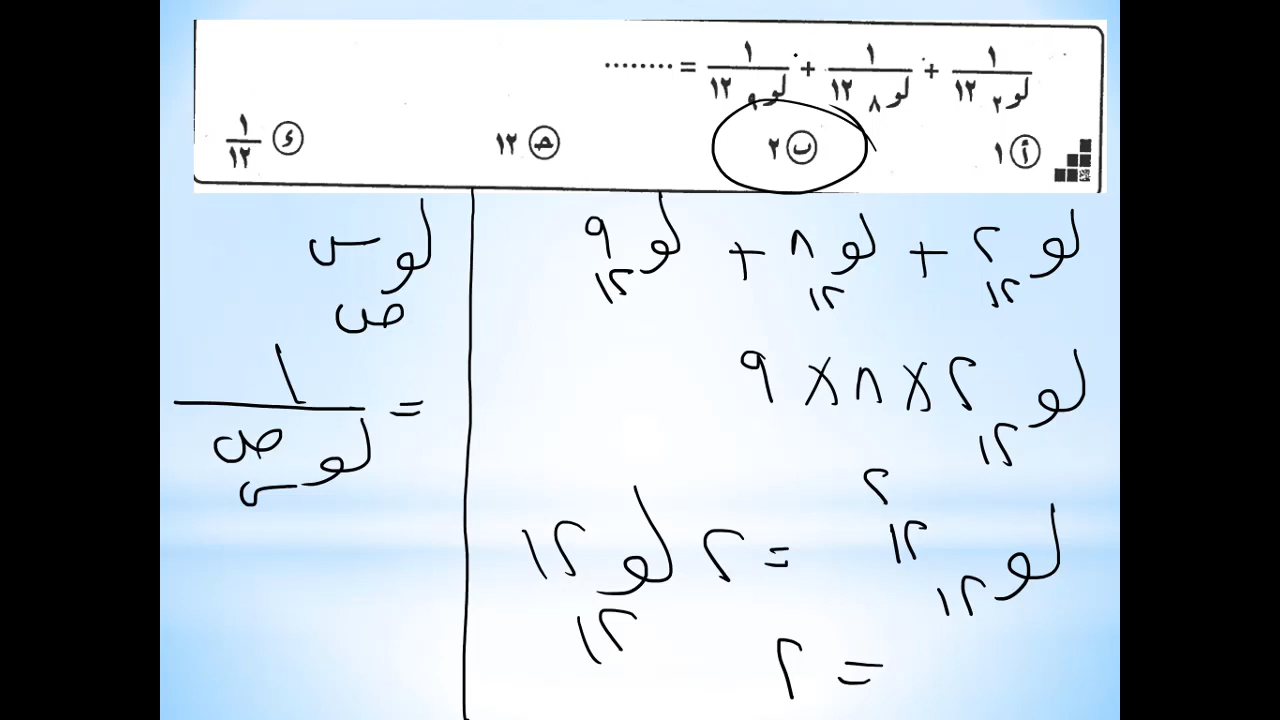 ١/لو٢ ١٢ + ١/لو٨ ١٢ + ١/لو٩ ١٢ = ........
أ ١ ب ٢ ج ١٢ د ١/١٢
لو١٢ ٢ + لو١٢ ٨ + لو١٢ ٩
لو١٢ ٢ × ٨ × ٩
لو١٢ ١٢^٢ = ٢ لو١٢ ١٢
= ٢
لوص س
= ١/لوس ص